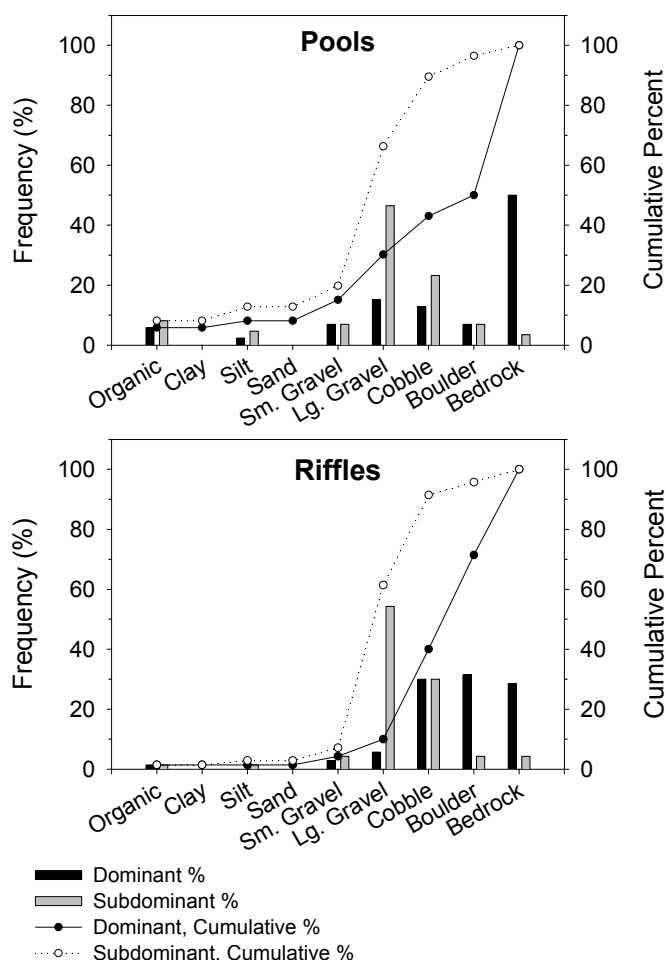 Pools
Frequency (%)
Cumulative Percent
100
80
60
40
20
0
100
80
60
40
20
0
Organic
Clay
Silt
Sand
Sm. Gravel
Lg. Gravel
Cobble
Boulder
Bedrock
Riffles
Frequency (%)
Cumulative Percent
100
80
60
40
20
0
100
80
60
40
20
0
Organic
Clay
Silt
Sand
Sm. Gravel
Lg. Gravel
Cobble
Boulder
Bedrock
Dominant %
Subdominant %
Dominant, Cumulative %
Subdominant, Cumulative %